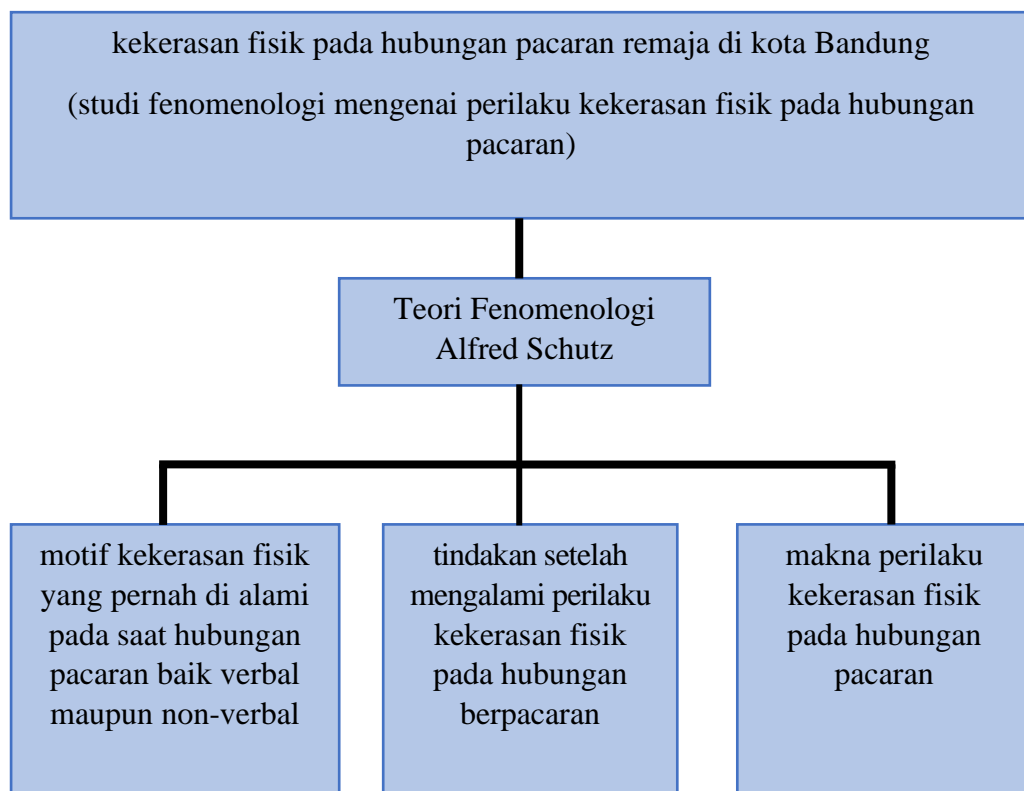 kekerasan fisik pada hubungan pacaran remaja di kota Bandung
(studi fenomenologi mengenai perilaku kekerasan fisik pada hubungan
pacaran)
Teori Fenomenologi
Alfred Schutz
motif kekerasan fisik
yang pernah di alami
pada saat hubungan
pacaran baik verbal
maupun non-verbal
tindakan setelah
mengalami perilaku
kekerasan fisik
pada hubungan
berpacaran
makna perilaku
kekerasan fisik
pada hubungan
pacaran